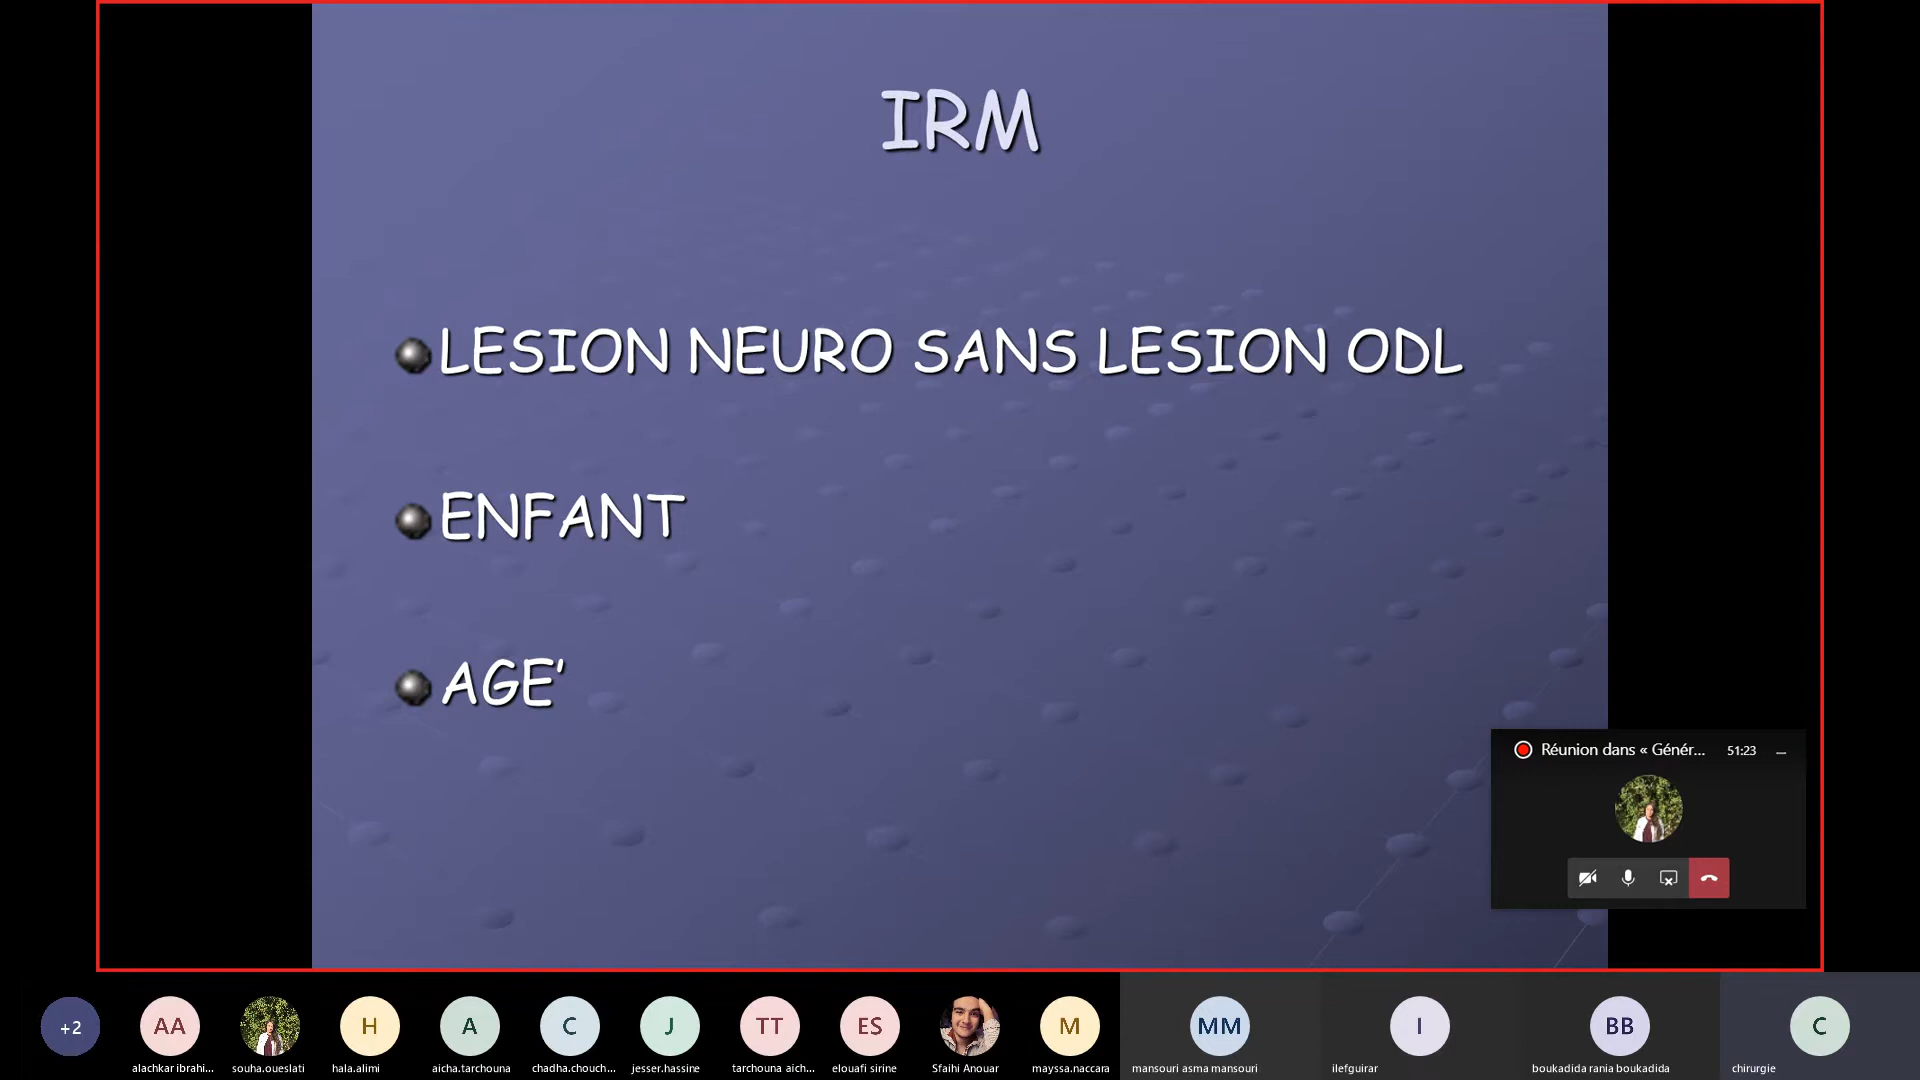 IRM
LESION NEURO SANS LESION ODL
ENFANT
AGE'
Réunion dans « Génér... 51:23
+2
AA
H
A
C
J
TT
ES
M
MM
I
BB
C
alachkar ibrahi...
souha.oueslati
hala.alimi
aicha.tarchouna
chadha.chouch...
jesser.hassine
tarchouna aich...
elouafi sirine
Sfaihi Anouar
mayssa.naccara
mansouri asma mansouri
ilefguirar
boukadida rania boukadida
chirurgie